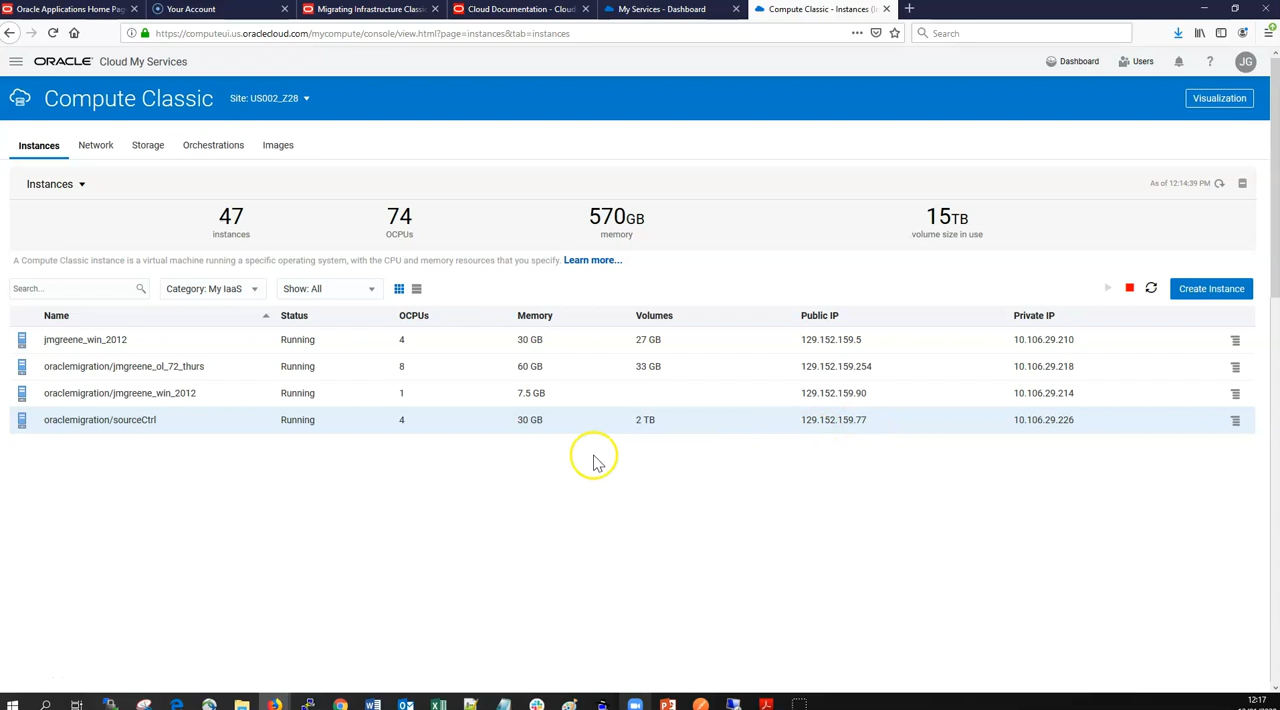 Oracle Applications Home Pag
Your Account
Migrating Infrastructure Classic
Cloud Documentation - Cloud.
My Services - Dashboard
Compute Classic - Instances (I
https://computeui.us.oraclecloud.com/mycompute/console/view.html?page=instances&tab=instances
Search
ORACLE Cloud My Services
Dashboard
Users
JG
Compute Classic
Site: US002_Z28
Visualization
Instances
Network
Storage
Orchestrations
Images
Instances
As of 12:14:39 PM
47
74
570GB
15TB
instances
OCPUs
memory
volume size in use
A Compute Classic instance is a virtual machine running a specific operating system, with the CPU and memory resources that you specify. Learn more...
Search...
Category: My IaaS
Show: All
Create Instance
Name Status OCPUs Memory Volumes Public IP Private IP
jmgreene_win_2012 Running 4 30 GB 27 GB 129.152.159.5 10.106.29.210
oraclemigration/jmgreene_ol_72_thurs Running 8 60 GB 33 GB 129.152.159.254 10.106.29.218
oraclemigration/jmgreene_win_2012 Running 1 7.5 GB 129.152.159.90 10.106.29.214
oraclemigration/sourceCtrl Running 4 30 GB 2 TB 129.152.159.77 10.106.29.226
12:17